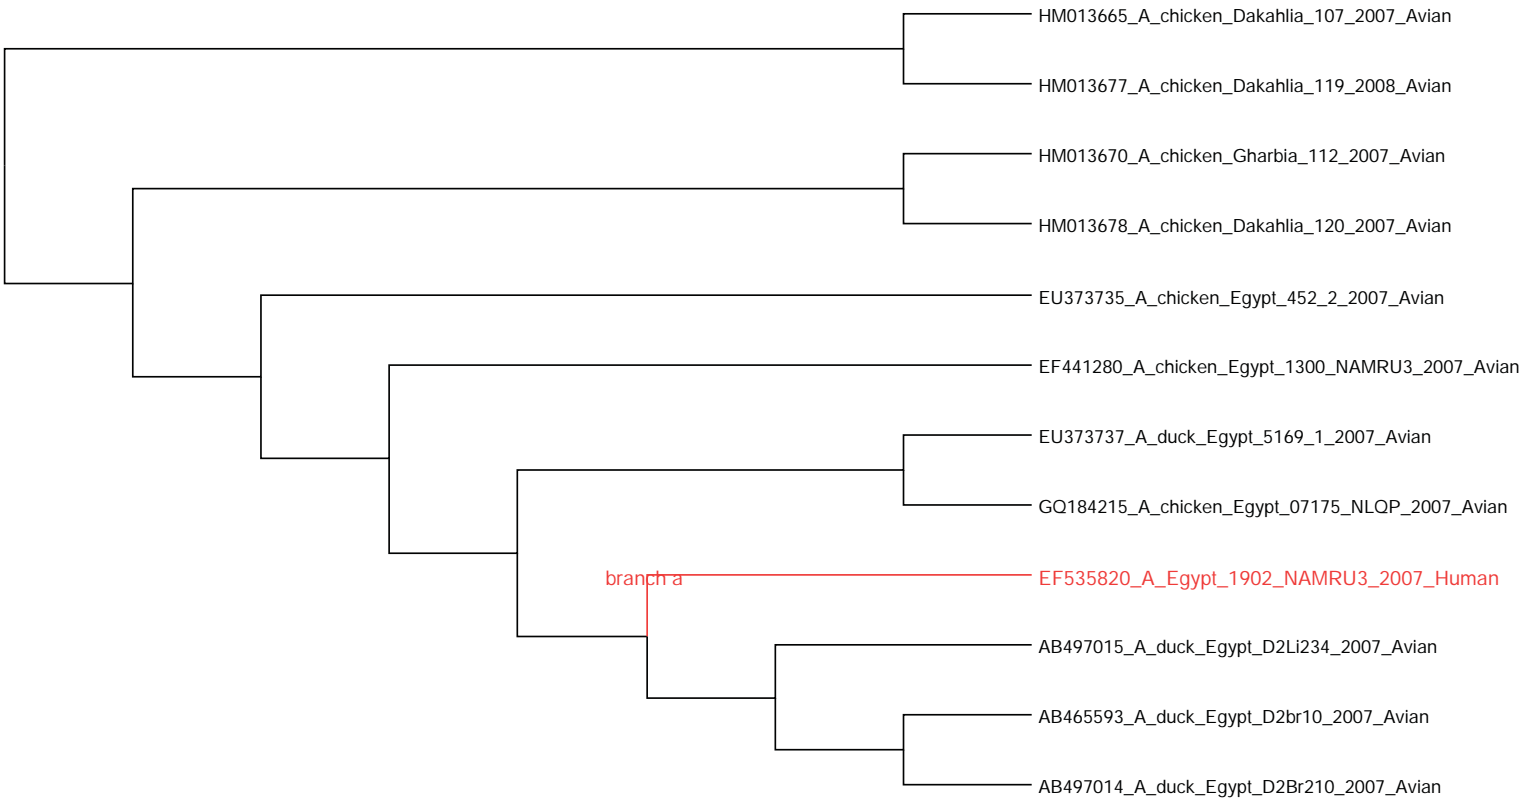 HM013665_A_chicken_Dakahlia_107_2007_Avian
HM013677_A_chicken_Dakahlia_119_2008_Avian
HM013670_A_chicken_Gharbia_112_2007_Avian
HM013678_A_chicken_Dakahlia_120_2007_Avian
EU373735_A_chicken_Egypt_452_2_2007_Avian
EF441280_A_chicken_Egypt_1300_NAMRU3_2007_Avian
EU373737_A_duck_Egypt_5169_1_2007_Avian
GQ184215_A_chicken_Egypt_07175_NLQP_2007_Avian
branch a
EF535820_A_Egypt_1902_NAMRU3_2007_Human
AB497015_A_duck_Egypt_D2Li234_2007_Avian
AB465593_A_duck_Egypt_D2br10_2007_Avian
AB497014_A_duck_Egypt_D2Br210_2007_Avian